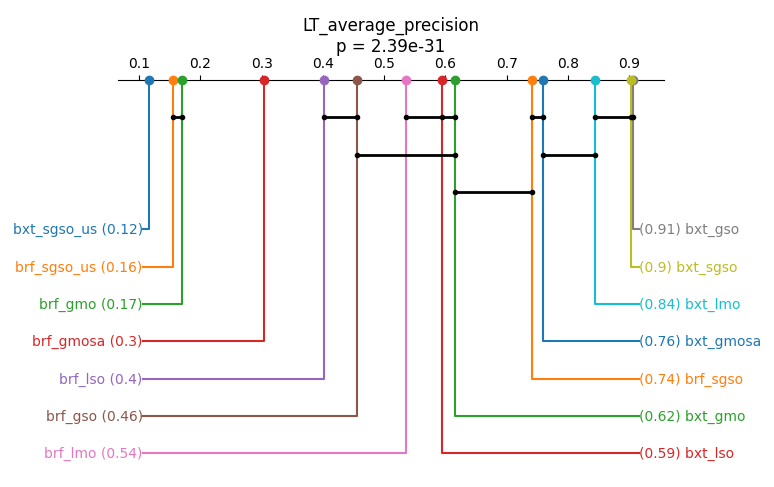 LT_average_precision
p = 2.39e-31
0.1 0.2 0.3 0.4 0.5 0.6 0.7 0.8 0.9
bxt_sgso_us (0.12) (0.91) bxt_gso
brf_sgso_us (0.16) (0.9) bxt_sgso
brf_gmo (0.17) (0.84) bxt_lmo
brf_gmosa (0.3) (0.76) bxt_gmosa
brf_lso (0.4) (0.74) brf_sgso
brf_gso (0.46) (0.62) bxt_gmo
brf_lmo (0.54) (0.59) bxt_lso